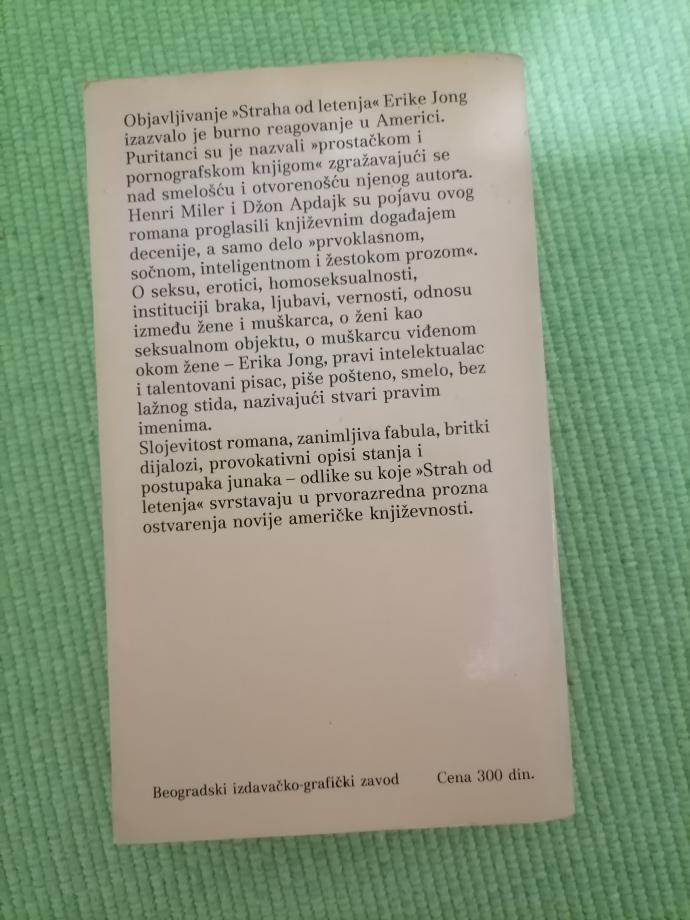 Objavljivanje »Straha od letenja« Erike Jong
izazvalo je burno reagovanje u Americi.
Puritanci su je nazvali »prostačkom i
pornografskom knjigom« zgražavajući se
nad smelošću i otvorenošću njenog autora.
Henri Miler i Džon Apdajk su pojavu ovog
romana proglasili književnim događajem
decenije, a samo delo »prvoklasnom,
sočnom, inteligentnom i žestokom prozom«.
O seksu, erotici, homoseksualnosti,
instituciji braka, ljubavi, vernosti, odnosu
između žene i muškarca, o ženi kao
seksualnom objektu, o muškarcu viđenom
okom žene – Erika Jong, pravi intelektualac
i talentovani pisac, piše pošteno, smelo, bez
lažnog stida, nazivajući stvari pravim
imenima.
Slojevitost romana, zanimljiva fabula, britki
dijalozi, provokativni opisi stanja i
postupaka junaka – odlike su koje »Strah od
letenja« svrstavaju u prvorazredna prozna
ostvarenja novije američke književnosti.
Beogradski izdavačko-grafički zavod Cena 300 din.